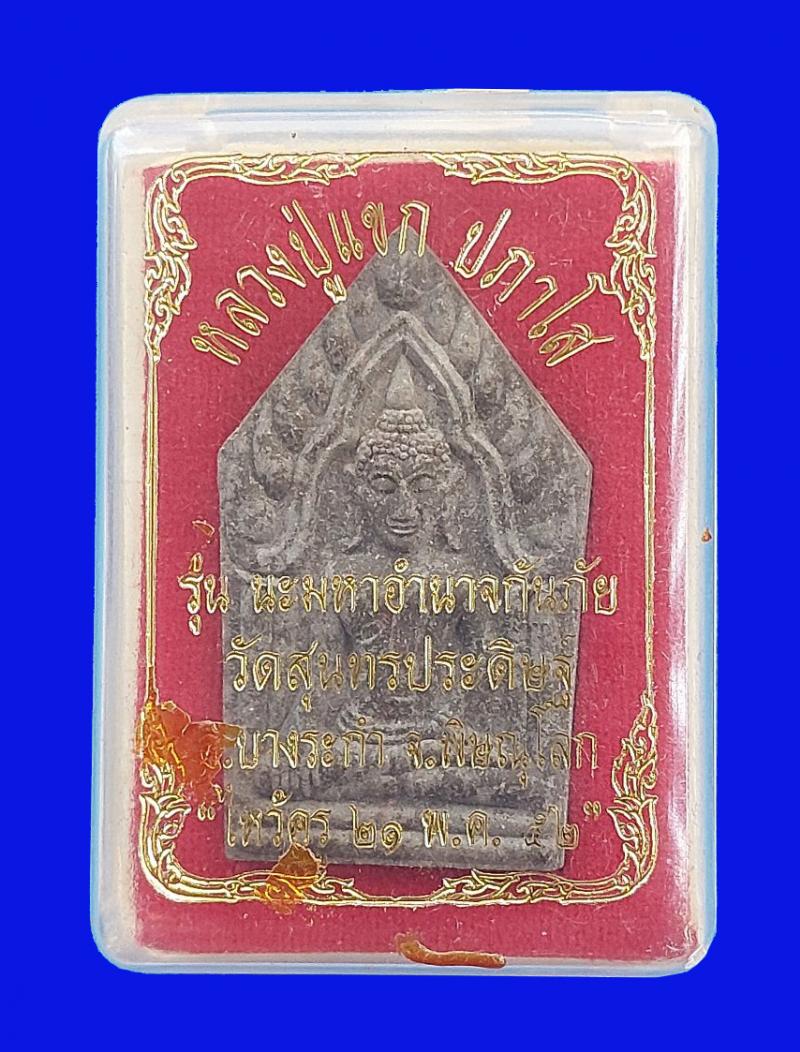 หลวงปู่แขก ปภาโส
รุ่น นะมหาอำนาจกันภัย
วัดสุนทรประดิษฐ์
อ.บางระกำ จ.พิษณุโลก
"ไหว้ครู ๒๑ พ.ค. ๕๒"